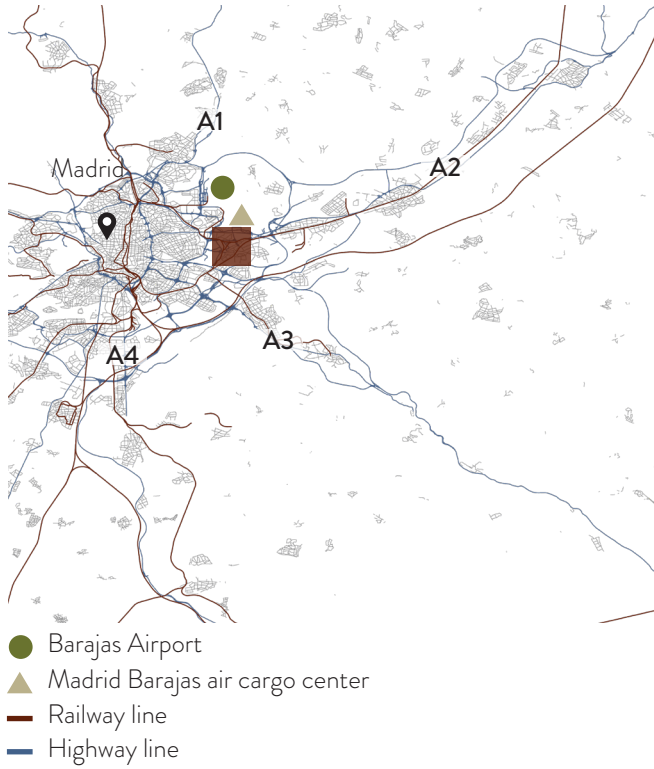 A1
Madrid
A2
A3
A4
Barajas Airport
Madrid Barajas air cargo center
Railway line
Highway line